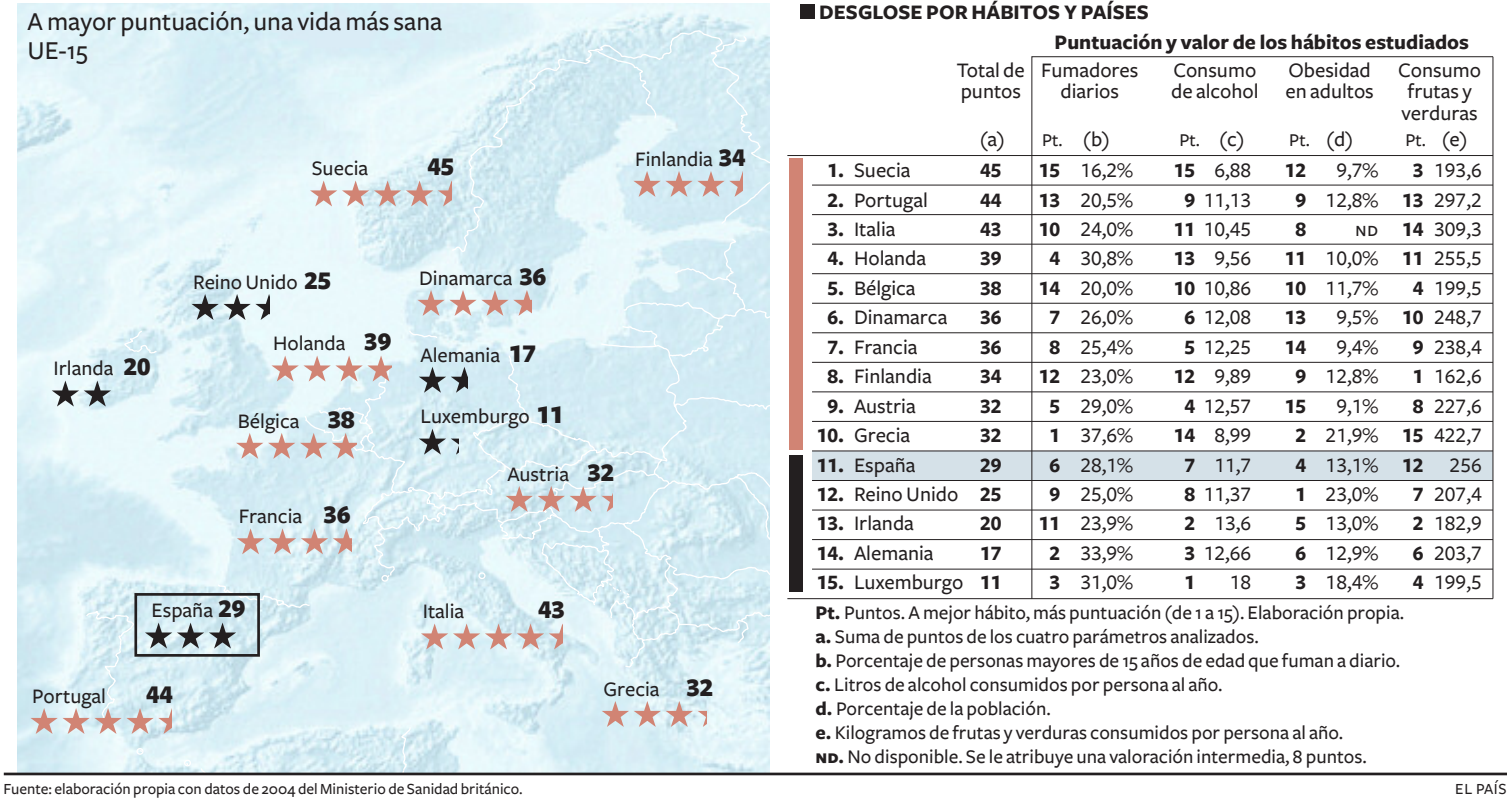 A mayor puntuación, una vida más sana
UE-15
Suecia 45
Finlandia 34
Reino Unido 25
Dinamarca 36
Holanda 39
Alemania 17
Irlanda 20
Bélgica 38
Luxemburgo 11
Austria 32
Francia 36
España 29
Italia 43
Portugal 44
Grecia 32
DESGLOSE POR HÁBITOS Y PAÍSES
Puntuación y valor de los hábitos estudiados
Total de Fumadores Consumo Obesidad Consumo
puntos diarios de alcohol en adultos frutas y
verduras
(a) Pt. (b) Pt. (c) Pt. (d) Pt. (e)
1. Suecia 45 15 16,2% 15 6,88 12 9,7% 3 193,6
2. Portugal 44 13 20,5% 9 11,13 9 12,8% 13 297,2
3. Italia 43 10 24,0% 11 10,45 8 ND 14 309,3
4. Holanda 39 4 30,8% 13 9,56 11 10,0% 11 255,5
5. Bélgica 38 14 20,0% 10 10,86 10 11,7% 4 199,5
6. Dinamarca 36 7 26,0% 6 12,08 13 9,5% 10 248,7
7. Francia 36 8 25,4% 5 12,25 14 9,4% 9 238,4
8. Finlandia 34 12 23,0% 12 9,89 9 12,8% 1 162,6
9. Austria 32 5 29,0% 4 12,57 15 9,1% 8 227,6
10. Grecia 32 1 37,6% 14 8,99 2 21,9% 15 422,7
11. España 29 6 28,1% 7 11,7 4 13,1% 12 256
12. Reino Unido 25 9 25,0% 8 11,37 1 23,0% 7 207,4
13. Irlanda 20 11 23,9% 2 13,6 5 13,0% 2 182,9
14. Alemania 17 2 33,9% 3 12,66 6 12,9% 6 203,7
15. Luxemburgo 11 3 31,0% 1 18 3 18,4% 4 199,5
Pt. Puntos. A mejor hábito, más puntuación (de 1 a 15). Elaboración propia.
a. Suma de puntos de los cuatro parámetros analizados.
b. Porcentaje de personas mayores de 15 años de edad que fuman a diario.
c. Litros de alcohol consumidos por persona al año.
d. Porcentaje de la población.
e. Kilogramos de frutas y verduras consumidos por persona al año.
ND. No disponible. Se le atribuye una valoración intermedia, 8 puntos.
Fuente: elaboración propia con datos de 2004 del Ministerio de Sanidad británico.
EL PAÍS